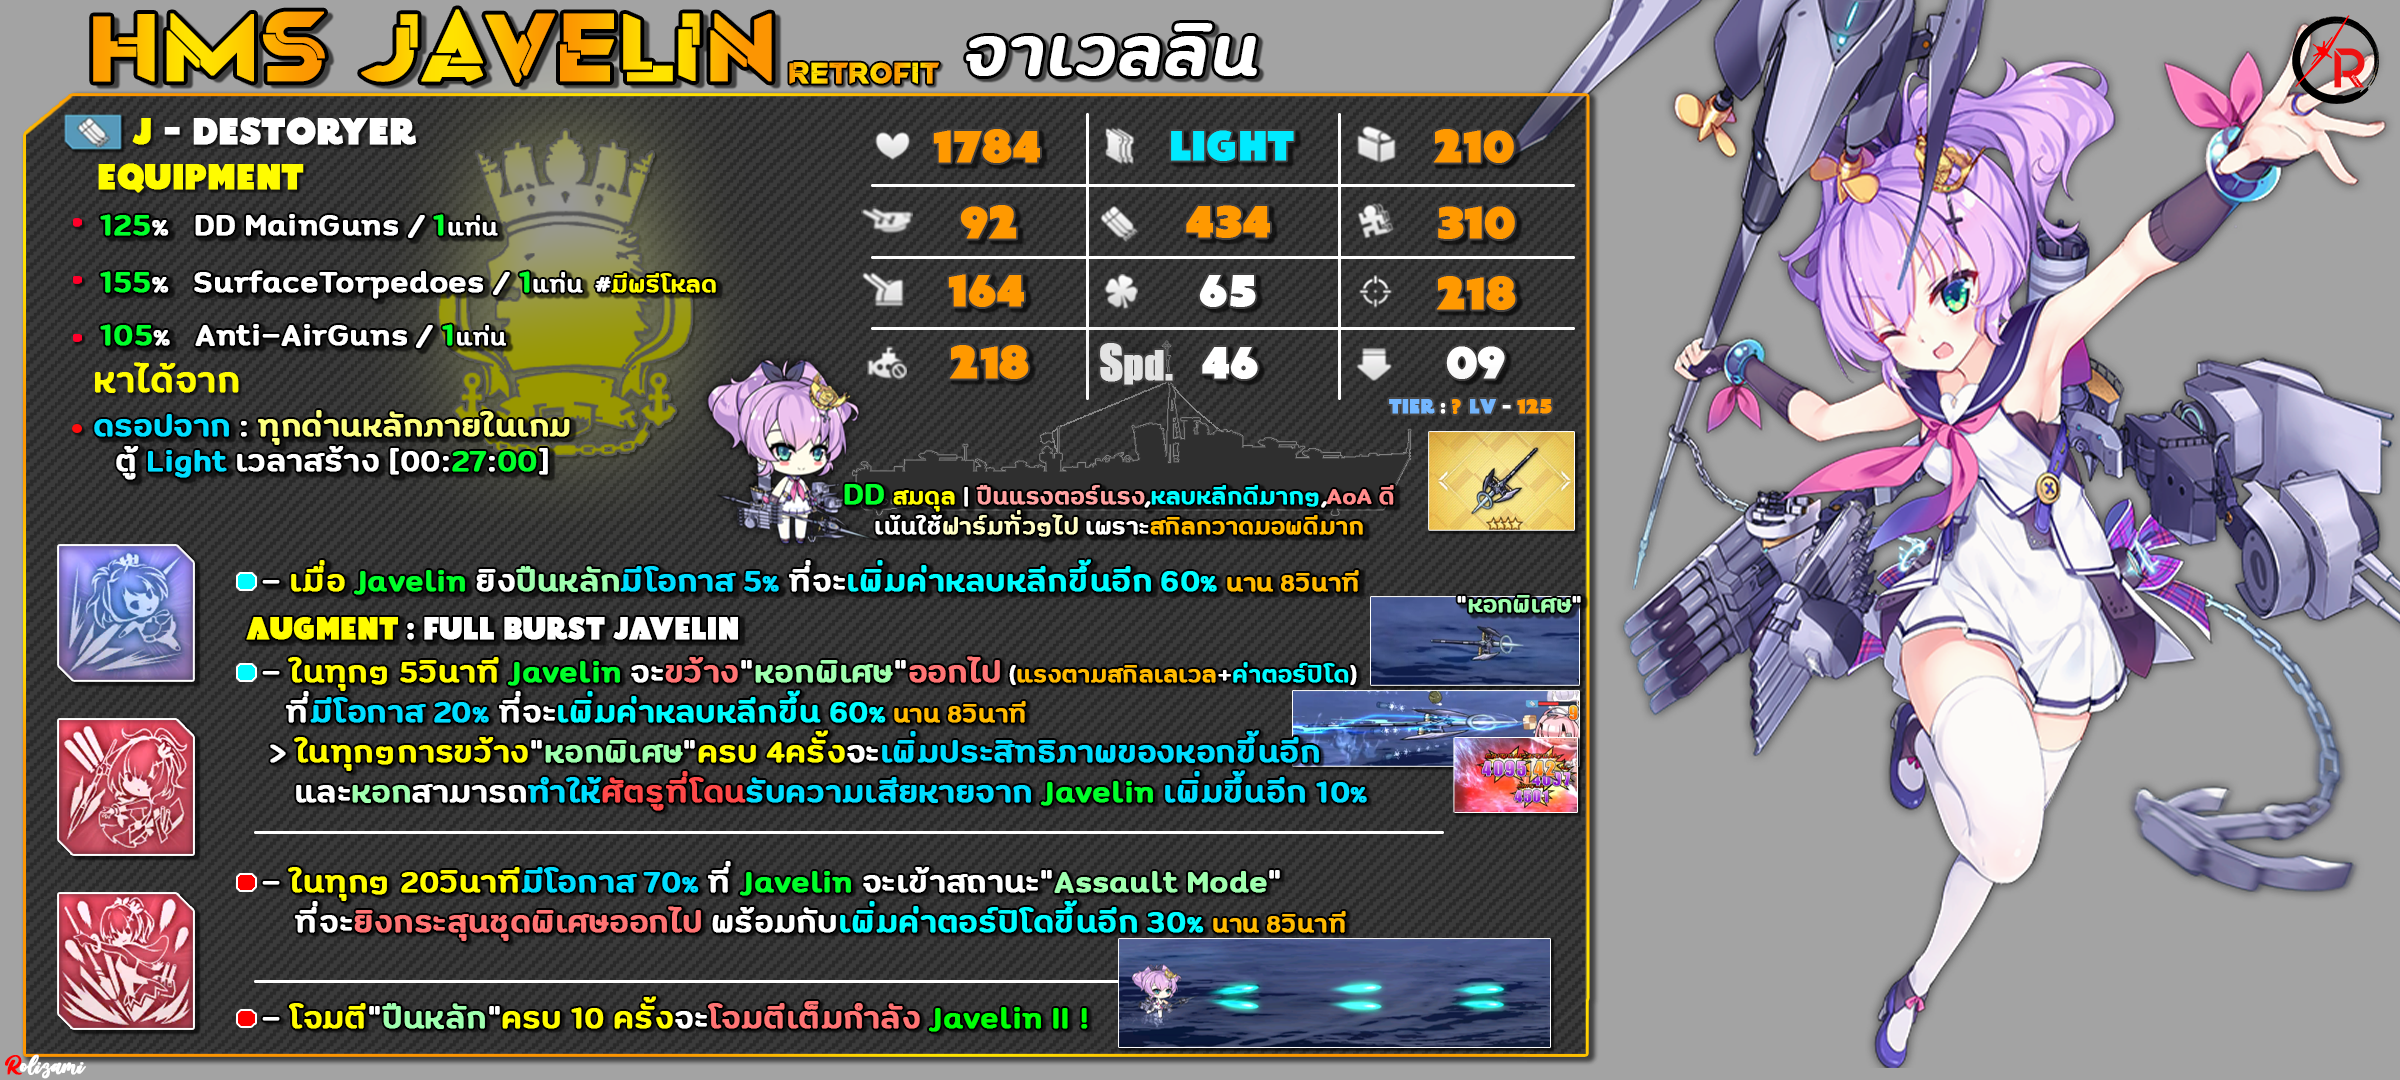 HMS JAVELIN RETROFIT จาเวลลิน
R
J - DESTORYER
EQUIPMENT
125% DD MainGuns / 1แท่น
155% SurfaceTorpedoes / 1แท่น #มีพรีโหลด
105% Anti-AirGuns / 1แท่น
หาได้จาก
ดรอปจาก : ทุกด่านหลักภายในเกม
ตู้ Light เวลาสร้าง [00:27:00]
1784 LIGHT 210
92 434 310
164 65 218
218 Spd. 46 09
TIER : ? LV - 125
DD สมดุล | ปืนแรงตอร์แรง,หลบหลีกดีมากๆ,AoA ดี
เน้นใช้ฟาร์มทั่วๆไป เพราะสกิลกวาดมอพดีมาก
- เมื่อ Javelin ยิงปืนหลักมีโอกาส 5% ที่จะเพิ่มค่าหลบหลีกขึ้นอีก 60% นาน 8วินาที
"หอกพิเศษ"
AUGMENT : FULL BURST JAVELIN
- ในทุกๆ 5วินาที Javelin จะขว้าง"หอกพิเศษ"ออกไป (แรงตามสกิลเลเวล+ค่าตอร์ปิโด)
ที่มีโอกาส 20% ที่จะเพิ่มค่าหลบหลีกขึ้น 60% นาน 8วินาที
> ในทุกๆการขว้าง"หอกพิเศษ"ครบ 4ครั้งจะเพิ่มประสิทธิภาพของหอกขึ้นอีก
และหอกสามารถทำให้ศัตรูที่โดนรับความเสียหายจาก Javelin เพิ่มขึ้นอีก 10%
- ในทุกๆ 20วินาทีมีโอกาส 70% ที่ Javelin จะเข้าสถานะ"Assault Mode"
ที่จะยิงกระสุนชุดพิเศษออกไป พร้อมกับเพิ่มค่าตอร์ปิโดขึ้นอีก 30% นาน 8วินาที
- โจมตี"ปืนหลัก"ครบ 10 ครั้งจะโจมตีเต็มกำลัง Javelin II !
Rolizami